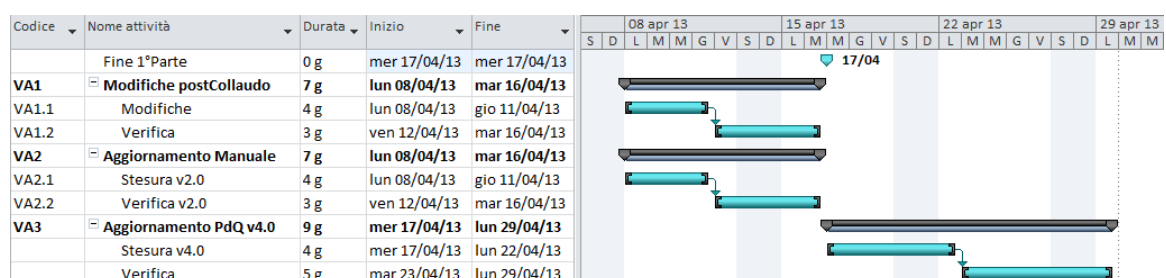 Codice Nome attività Durata Inizio Fine 08 apr 13 15 apr 13 22 apr 13 29 apr 13
S D L M M G V S D L M M G V S D L M M G V S D L M M
Fine 1°Parte 0 g mer 17/04/13 mer 17/04/13 17/04
VA1 Modifiche postCollaudo 7 g lun 08/04/13 mar 16/04/13
VA1.1 Modifiche 4 g lun 08/04/13 gio 11/04/13
VA1.2 Verifica 3 g ven 12/04/13 mar 16/04/13
VA2 Aggiornamento Manuale 7 g lun 08/04/13 mar 16/04/13
VA2.1 Stesura v2.0 4 g lun 08/04/13 gio 11/04/13
VA2.2 Verifica v2.0 3 g ven 12/04/13 mar 16/04/13
VA3 Aggiornamento PdQ v4.0 9 g mer 17/04/13 lun 29/04/13
Stesura v4.0 4 g mer 17/04/13 lun 22/04/13
Verifica 5 g mar 23/04/13 lun 29/04/13